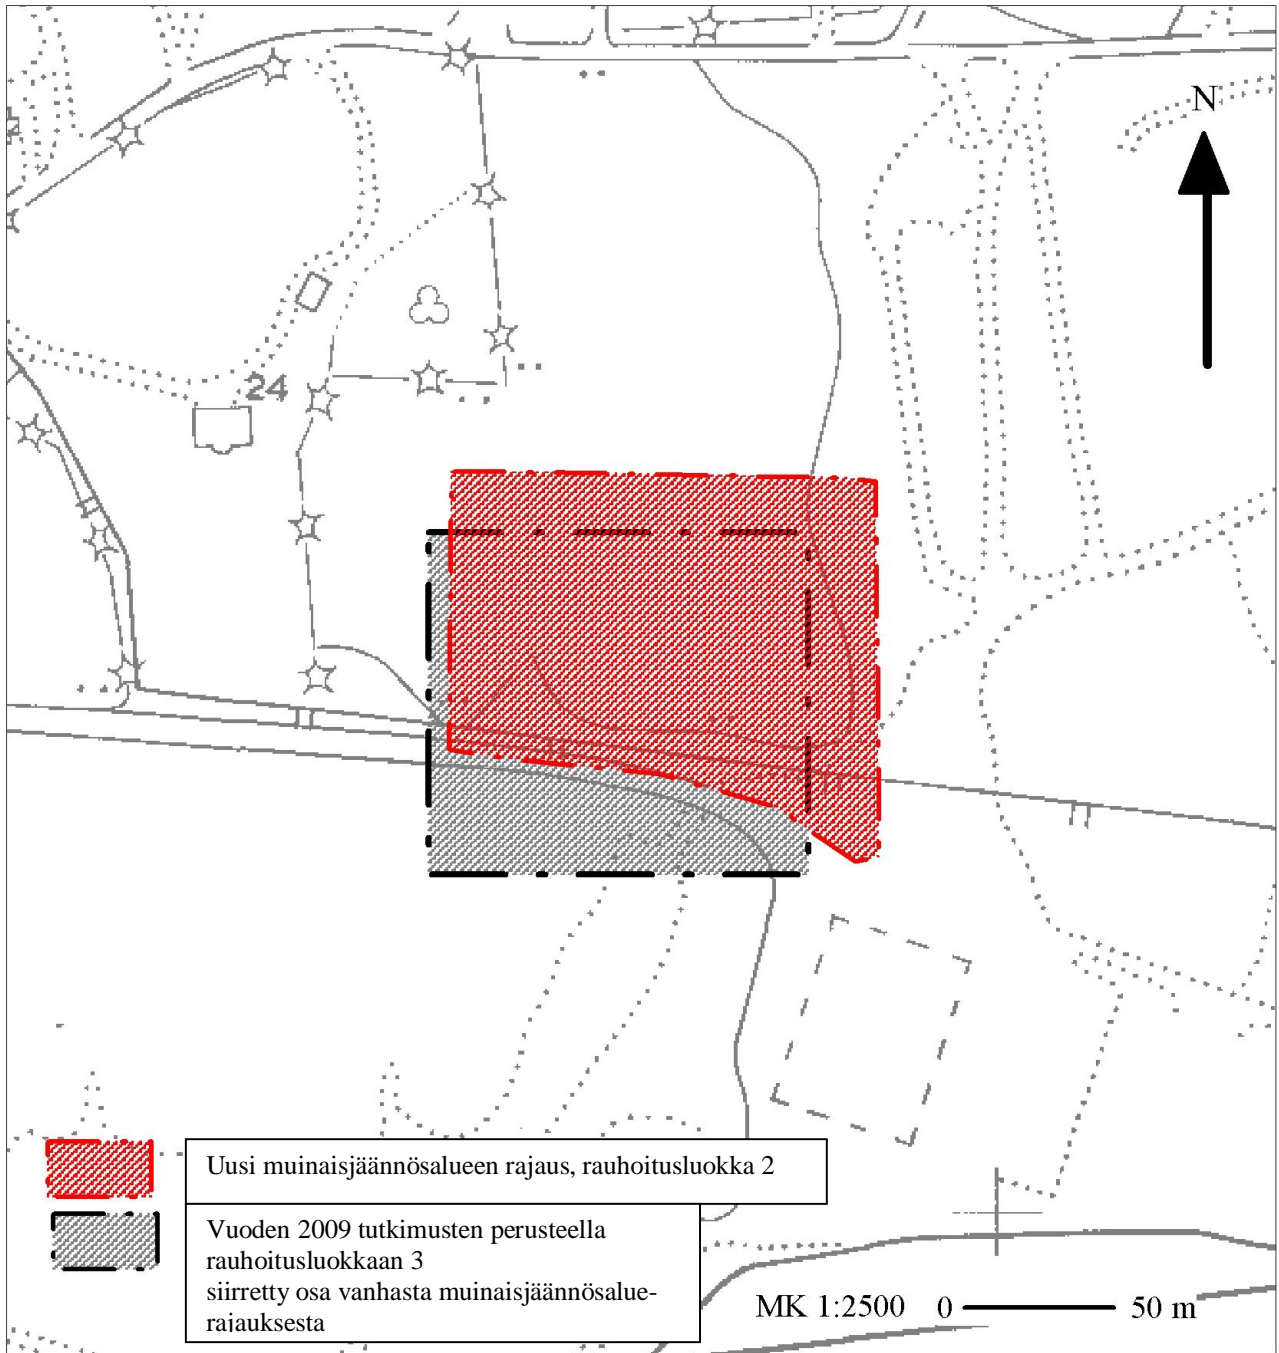 N
24
Uusi muinaisjäännösalueen rajaus, rauhoitusluokka 2
Vuoden 2009 tutkimusten perusteella
rauhoitusluokkaan 3
siirretty osa vanhasta muinaisjäännösalue-
rajauksesta
MK 1:2500 0 50 m